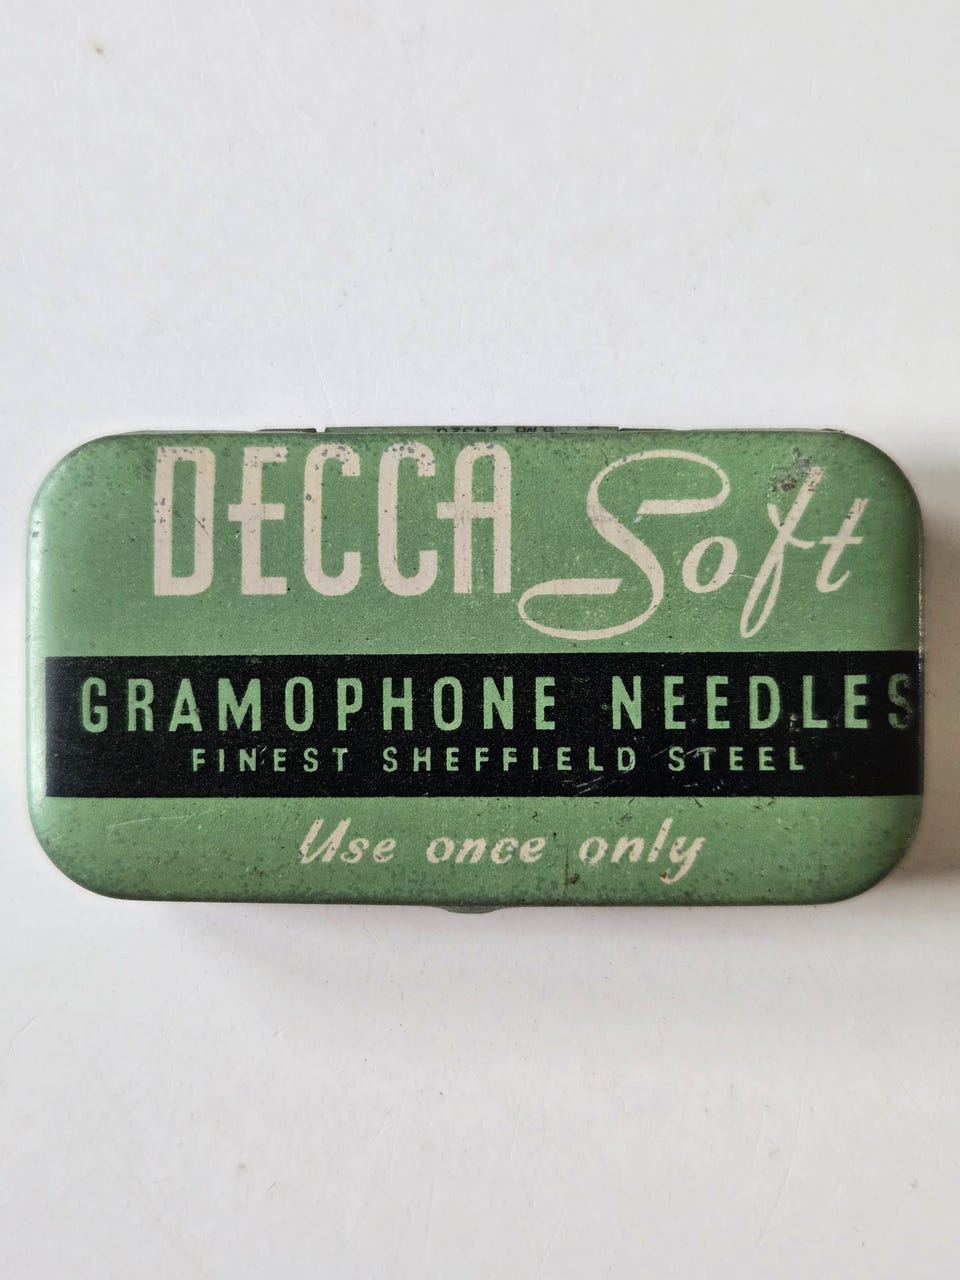 DECCA Soft
GRAMOPHONE NEEDLES
FINEST SHEFFIELD STEEL
Use once only